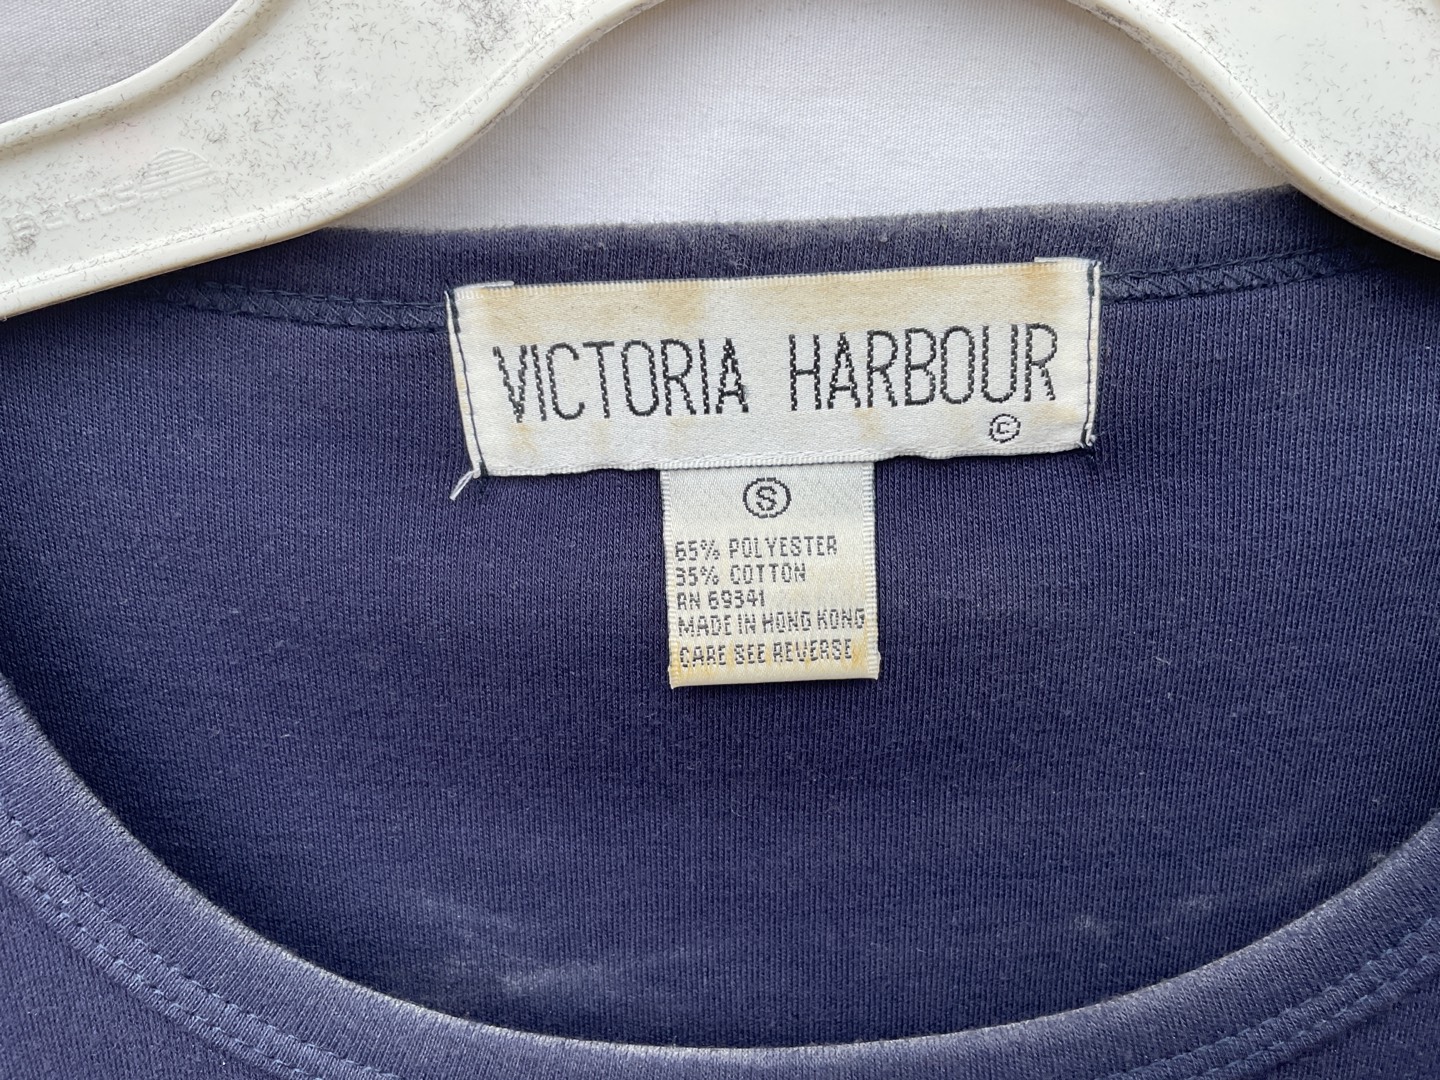 VICTORIA HARBOUR
©
S
65% POLYESTER
35% COTTON
RN 69341
MADE IN HONG KONG
CARE SEE REVERSE